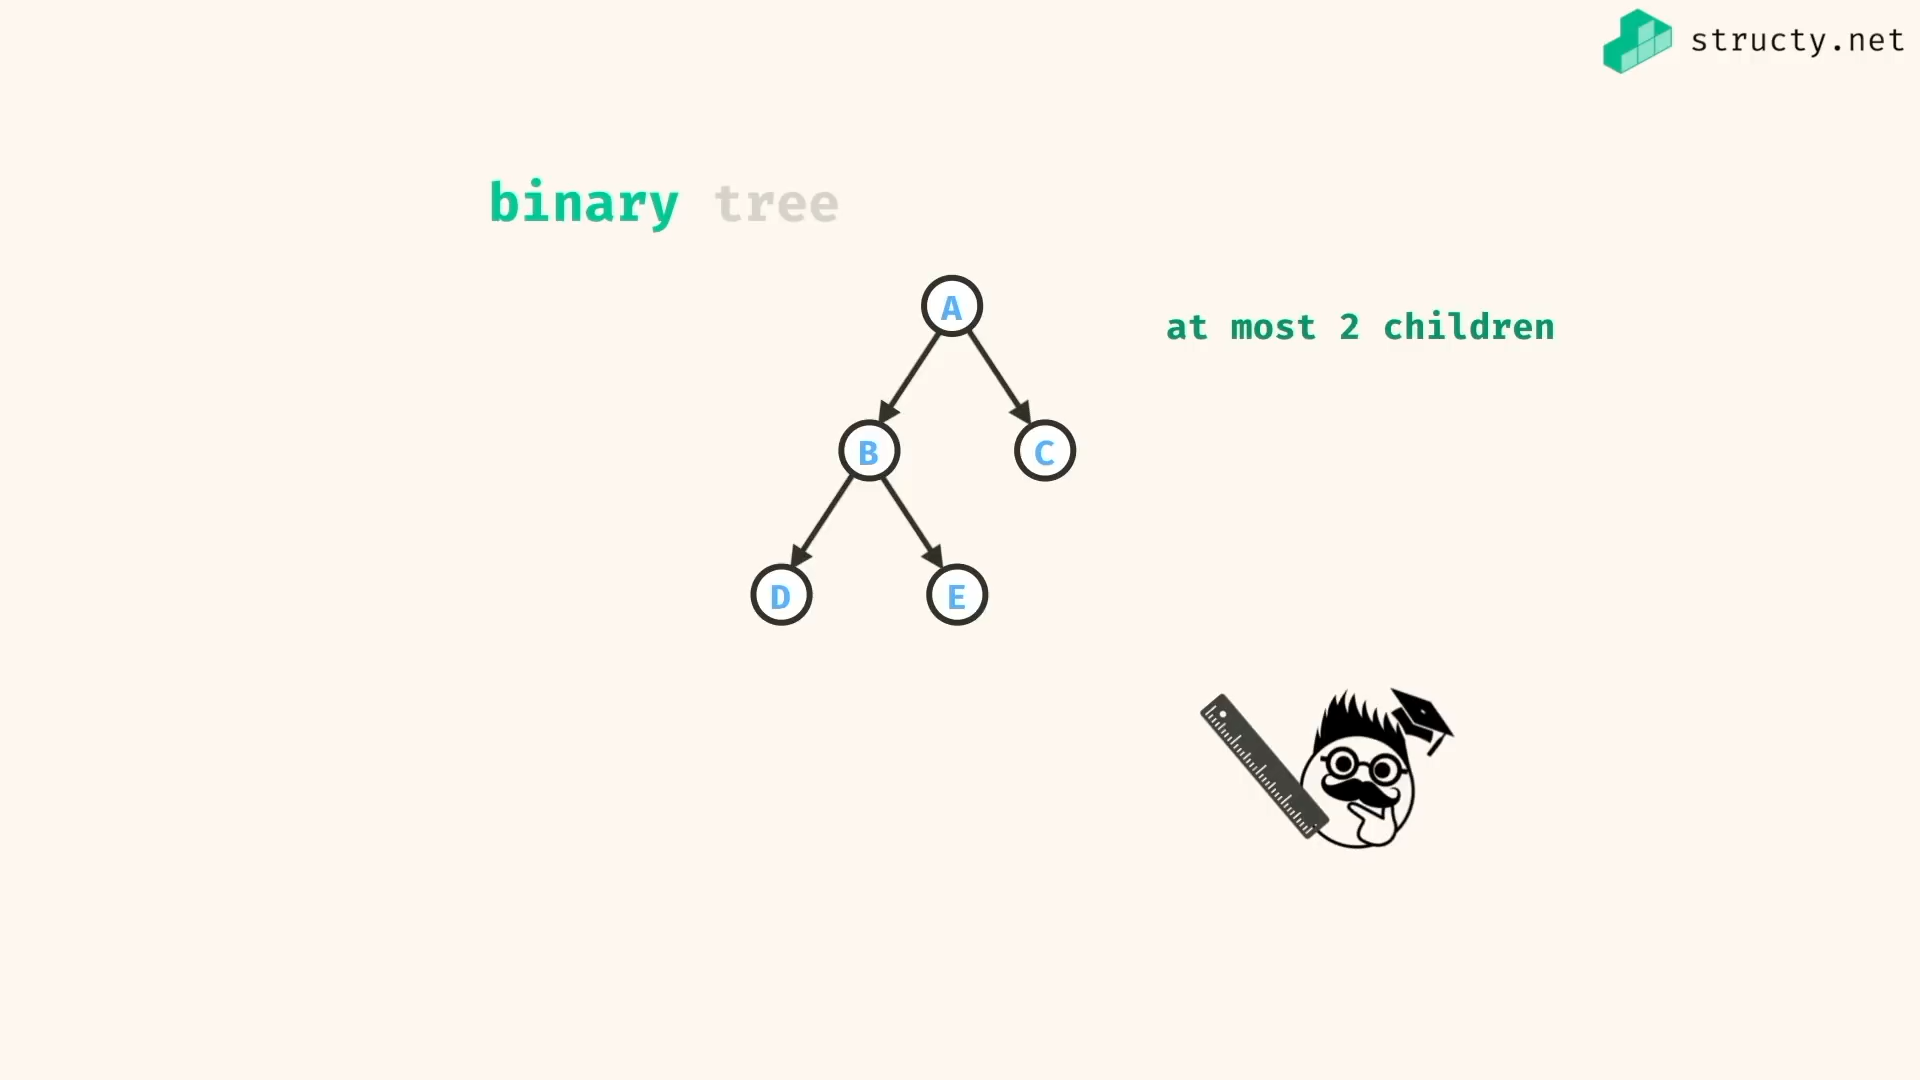 structy.net
binary tree
A
at most 2 children
B C
D E